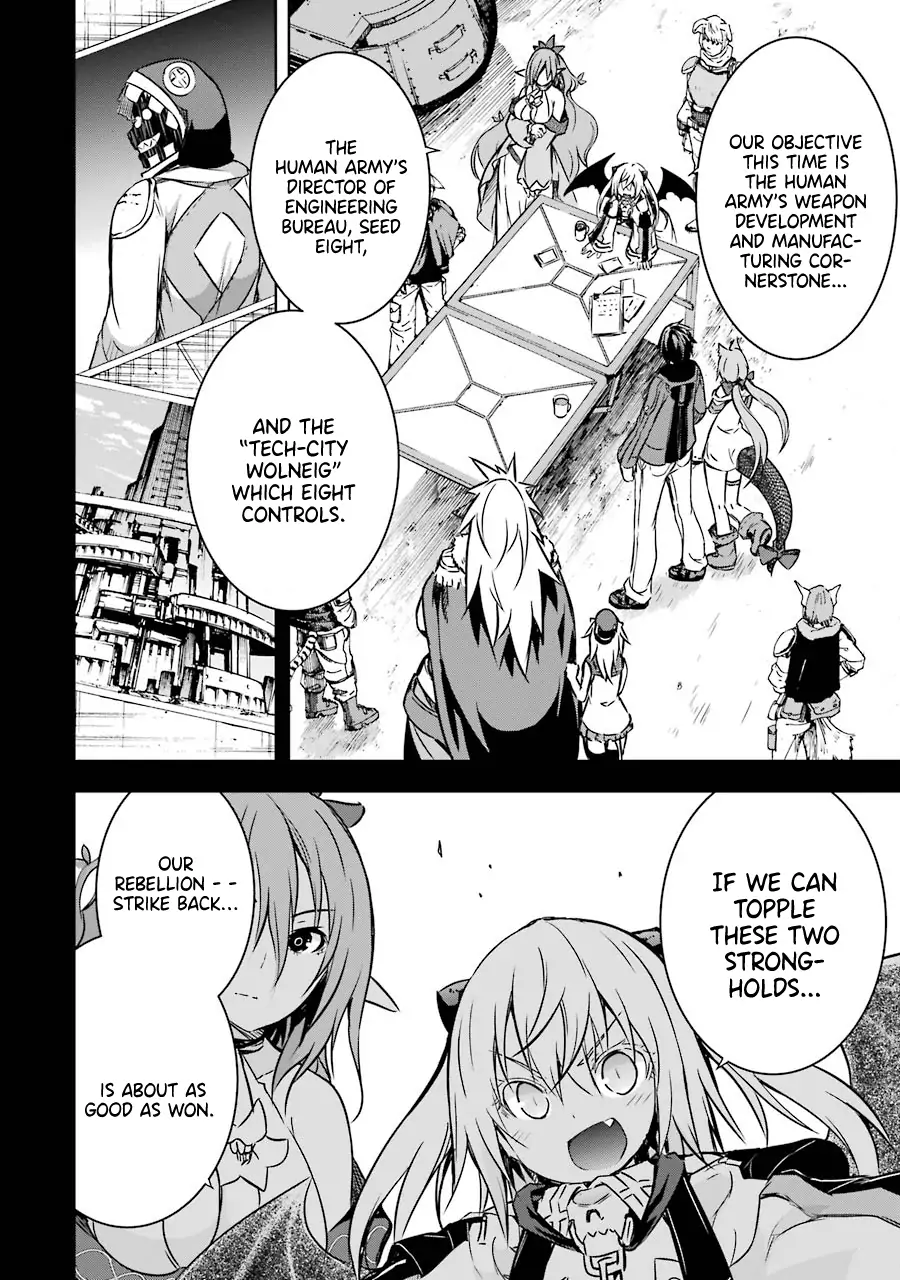 OUR OBJECTIVE
THIS TIME IS
THE HUMAN
ARMY'S WEAPON
DEVELOPMENT
AND MANUFAC-
TURING COR-
NERSTONE...
THE
HUMAN ARMY'S
DIRECTOR OF
ENGINEERING
BUREAU, SEED
EIGHT,
AND THE
"TECH-CITY
WOLNEIG"
WHICH EIGHT
CONTROLS.
IF WE CAN
TOPPLE
THESE TWO
STRONG-
HOLDS...
OUR
REBELLION - -
STRIKE BACK...
IS ABOUT AS
GOOD AS WON.